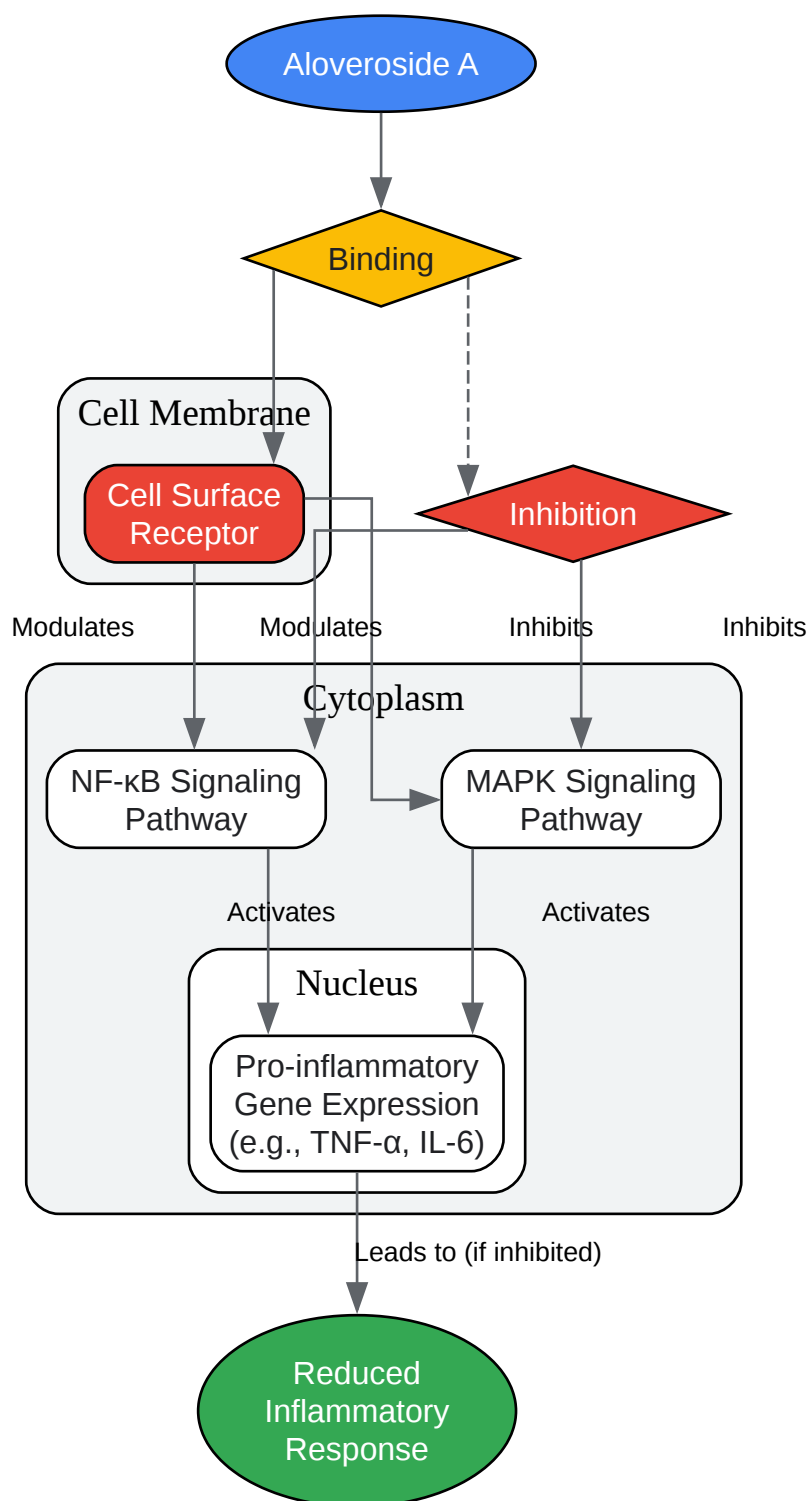 Aloveroside A
Binding
Cell Membrane
Cell Surface
Receptor
Inhibition
Modulates
Modulates
Inhibits
Inhibits
Cytoplasm
NF-κB Signaling
Pathway
MAPK Signaling
Pathway
Activates
Activates
Nucleus
Pro-inflammatory
Gene Expression
(e.g., TNF-α, IL-6)
Leads to (if inhibited)
Reduced
Inflammatory
Response